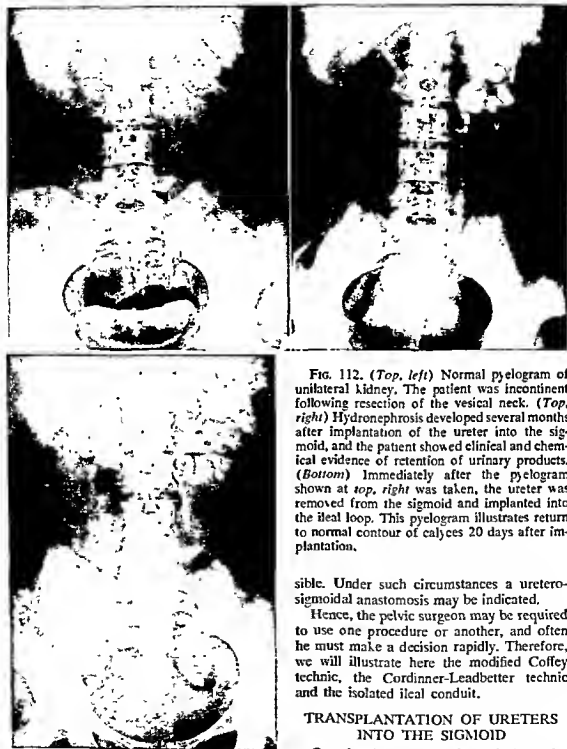 FIG. 112. (Top, left) Normal pyelogram of
unilateral kidney. The patient was incontinent
following resection of the vesical neck. (Top,
right) Hydronephrosis developed several months
after implantation of the ureter into the sig-
moid, and the patient showed clinical and chem-
ical evidence of retention of urinary products.
(Bottom) Immediately after the pyelogram
shown at top, right was taken, the ureter was
removed from the sigmoid and implanted into
the ileal loop. This pyelogram illustrates return
to normal contour of calyces 20 days after im-
plantation.
sible. Under such circumstances a uretero-
sigmoidal anastomosis may be indicated.
Hence, the pelvic surgeon may be required
to use one procedure or another, and often
he must make a decision rapidly. Therefore,
we will illustrate here the modified Coffey
technic, the Cordinner-Leadbetter technic
and the isolated ileal conduit.
TRANSPLANTATION OF URETERS
INTO THE SIGMOID